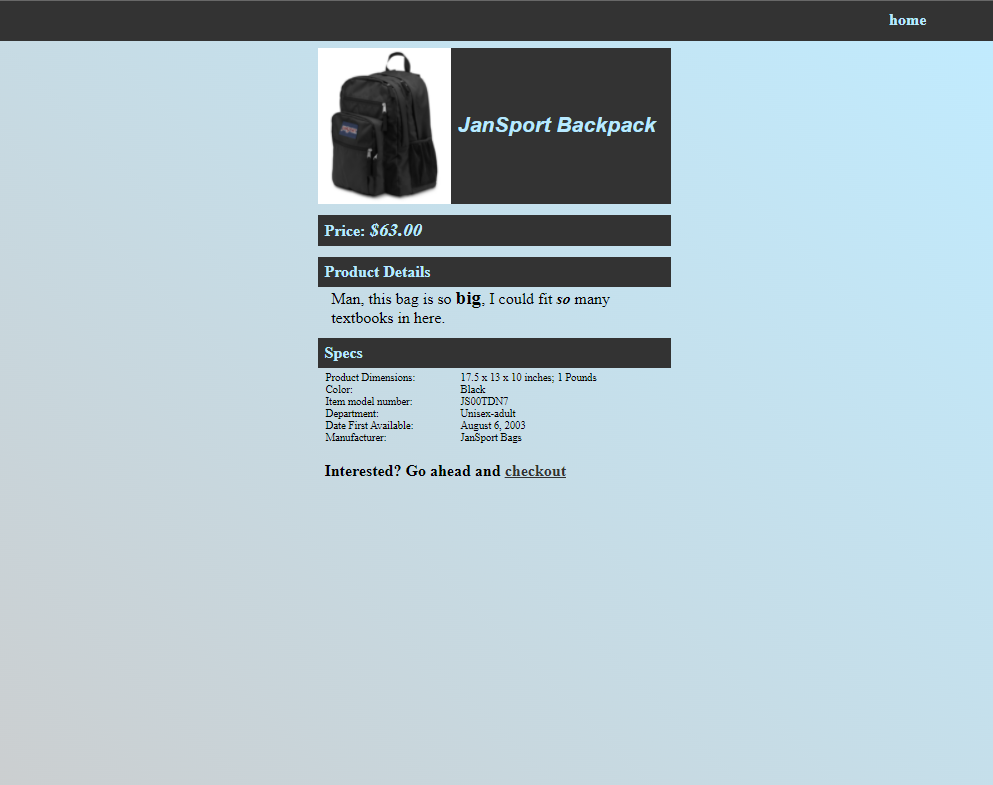 home
JanSport Backpack
Price: $63.00
Product Details
Man, this bag is so big, I could fit so many
textbooks in here.
Specs
Product Dimensions: 17.5 x 13 x 10 inches; 1 Pounds
Color: Black
Item model number: JS00TDN7
Department: Unisex-adult
Date First Available: August 6, 2003
Manufacturer: JanSport Bags
Interested? Go ahead and checkout